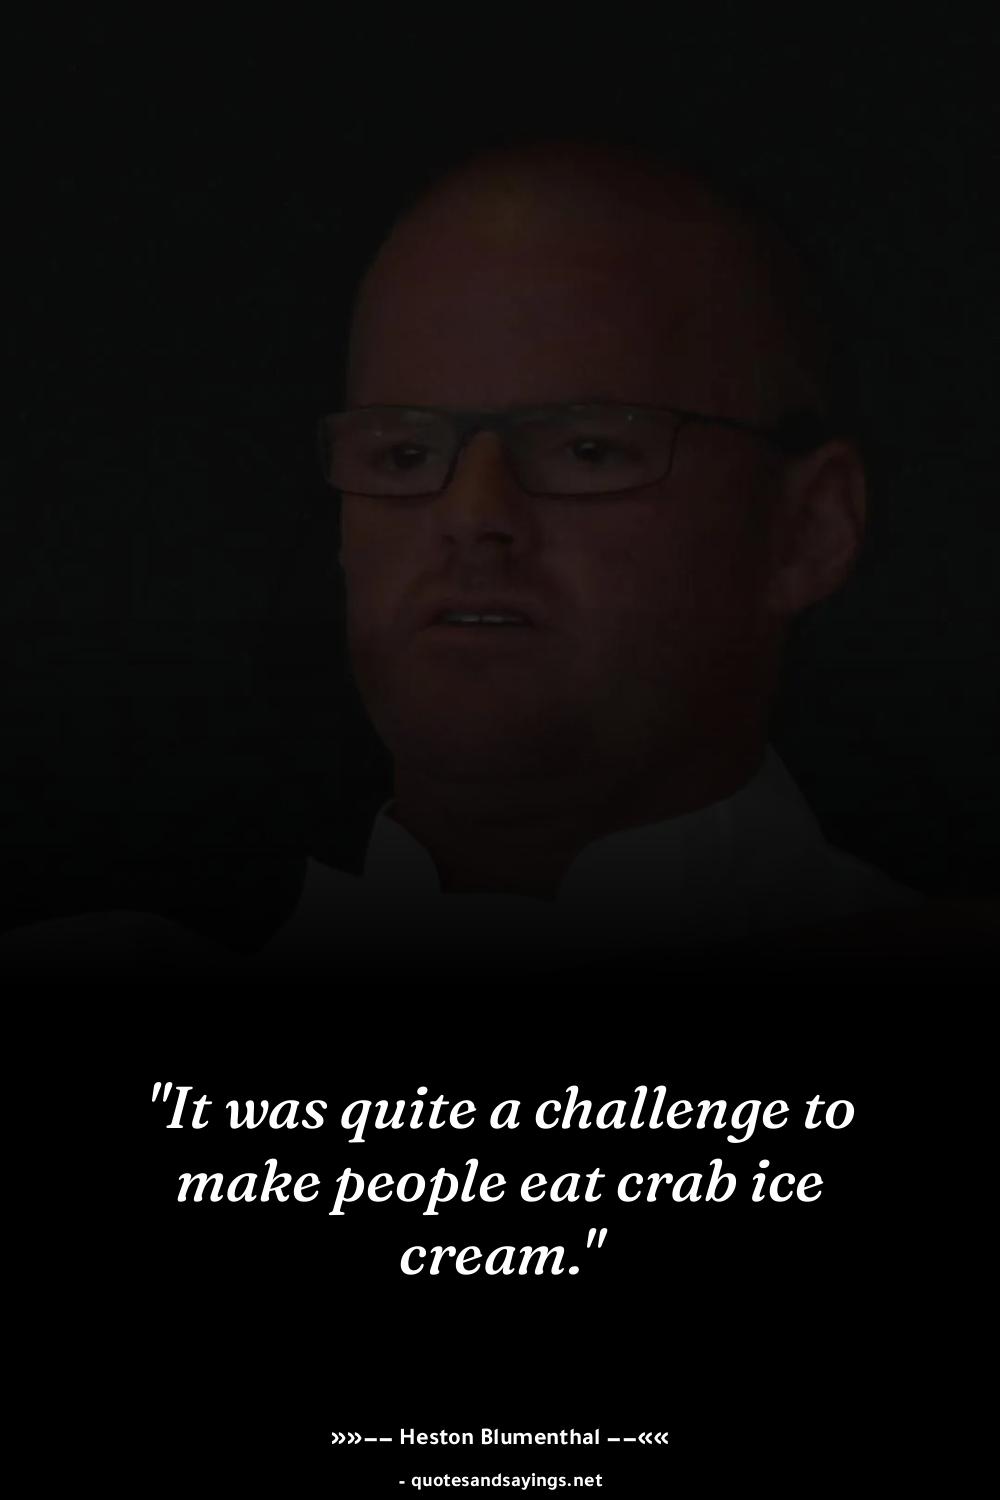 "It was quite a challenge to
make people eat crab ice
cream."
»»–– Heston Blumenthal ––««
- quotesandsayings.net